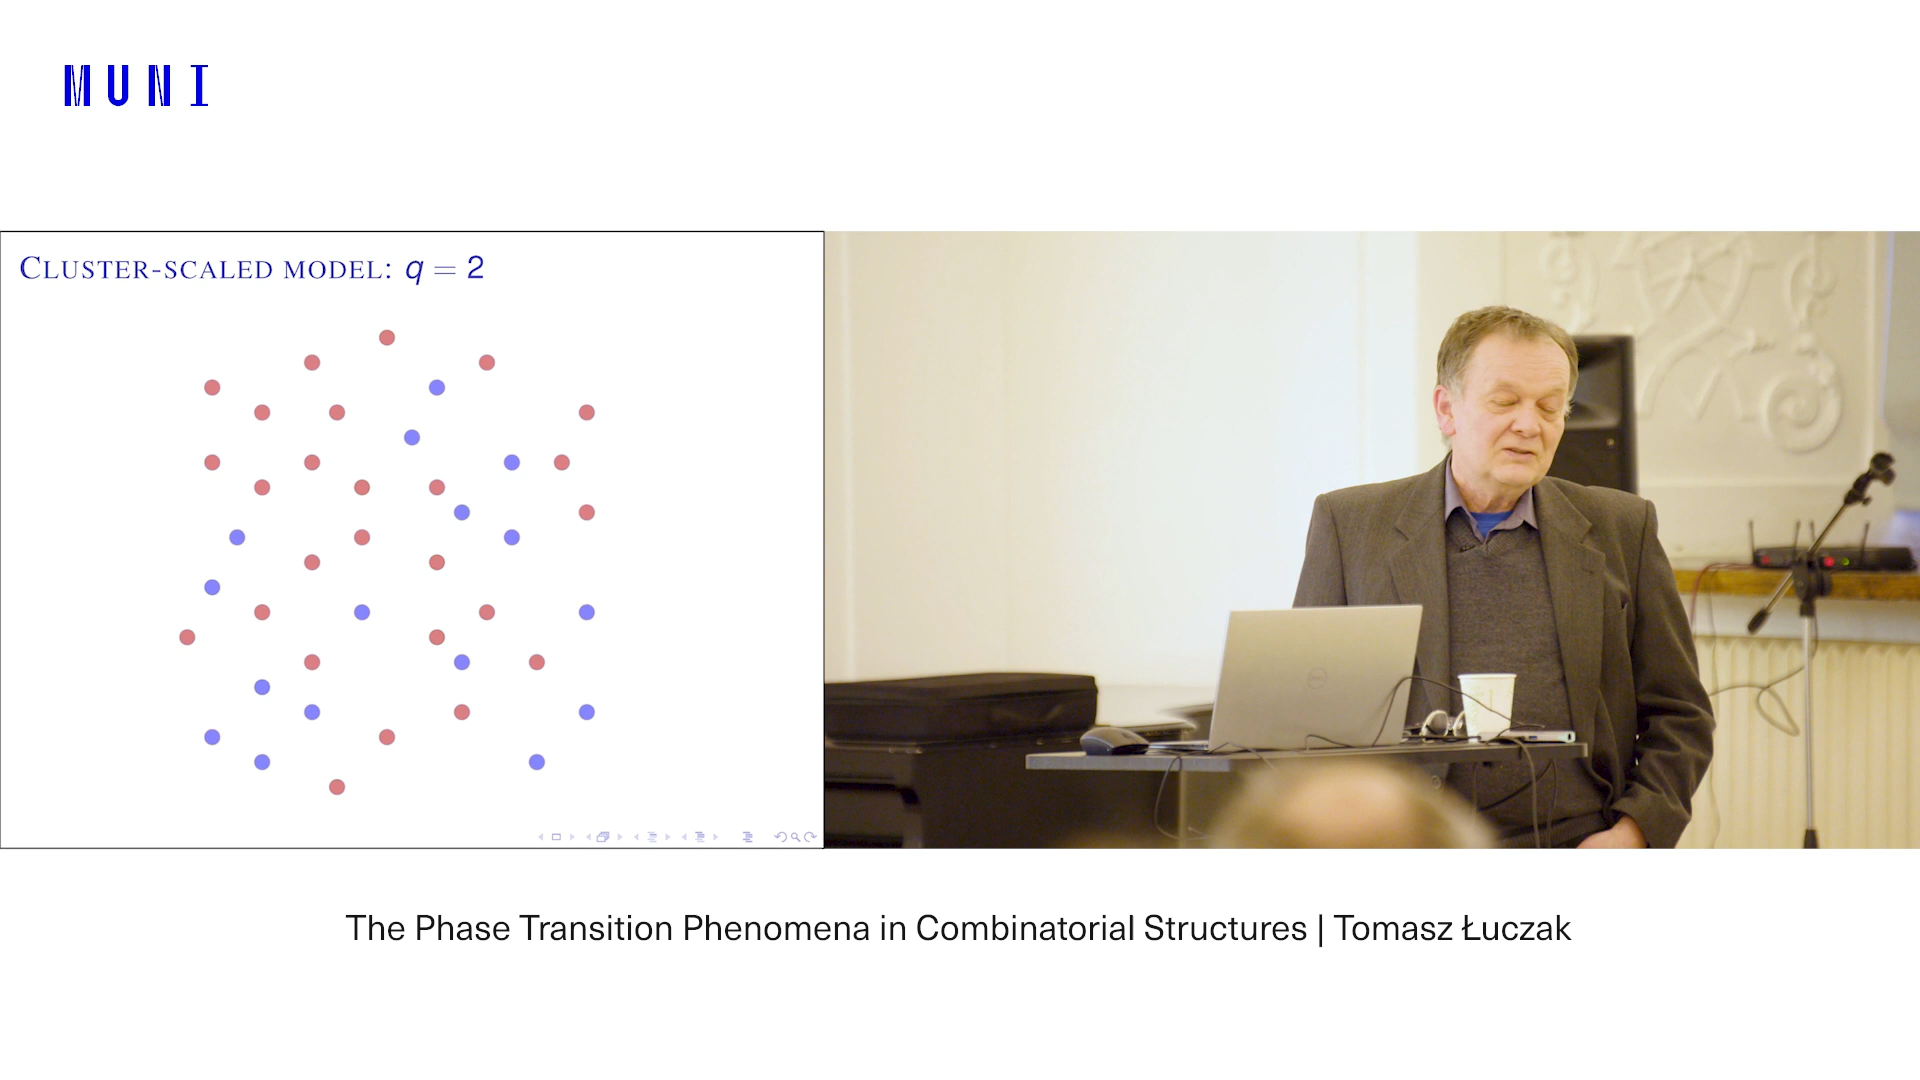 MUNI
CLUSTER-SCALED MODEL: q = 2
The Phase Transition Phenomena in Combinatorial Structures | Tomasz Łuczak